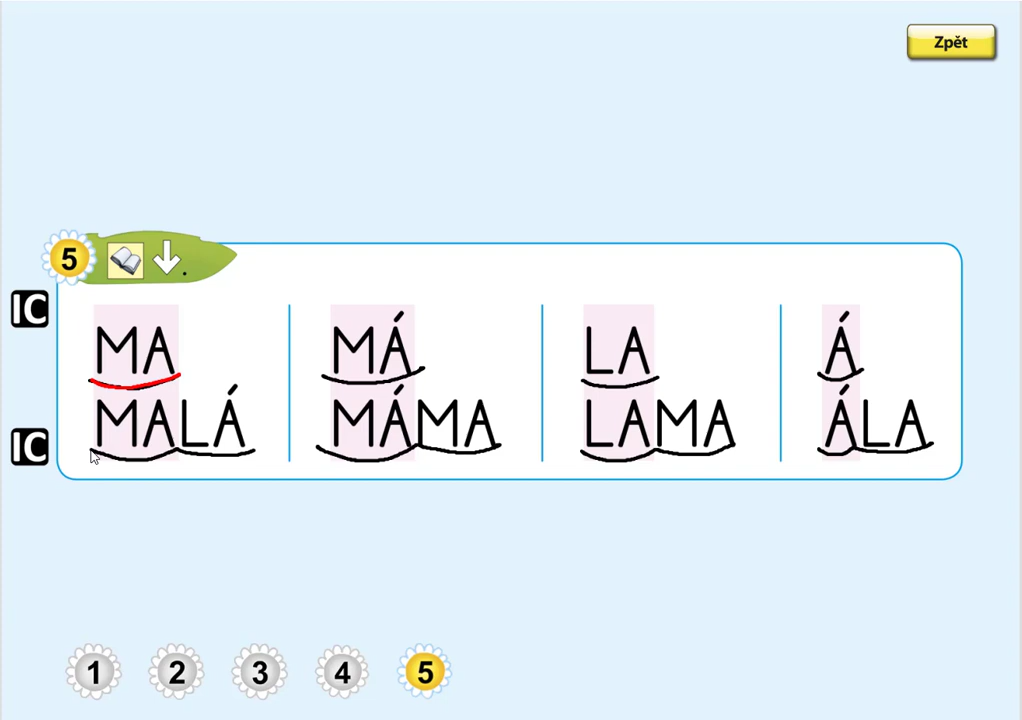 Zpět
5
IC
MA MÁ LA Á
IC
MALÁ MÁMA LAMA ÁLA
1 2 3 4 5